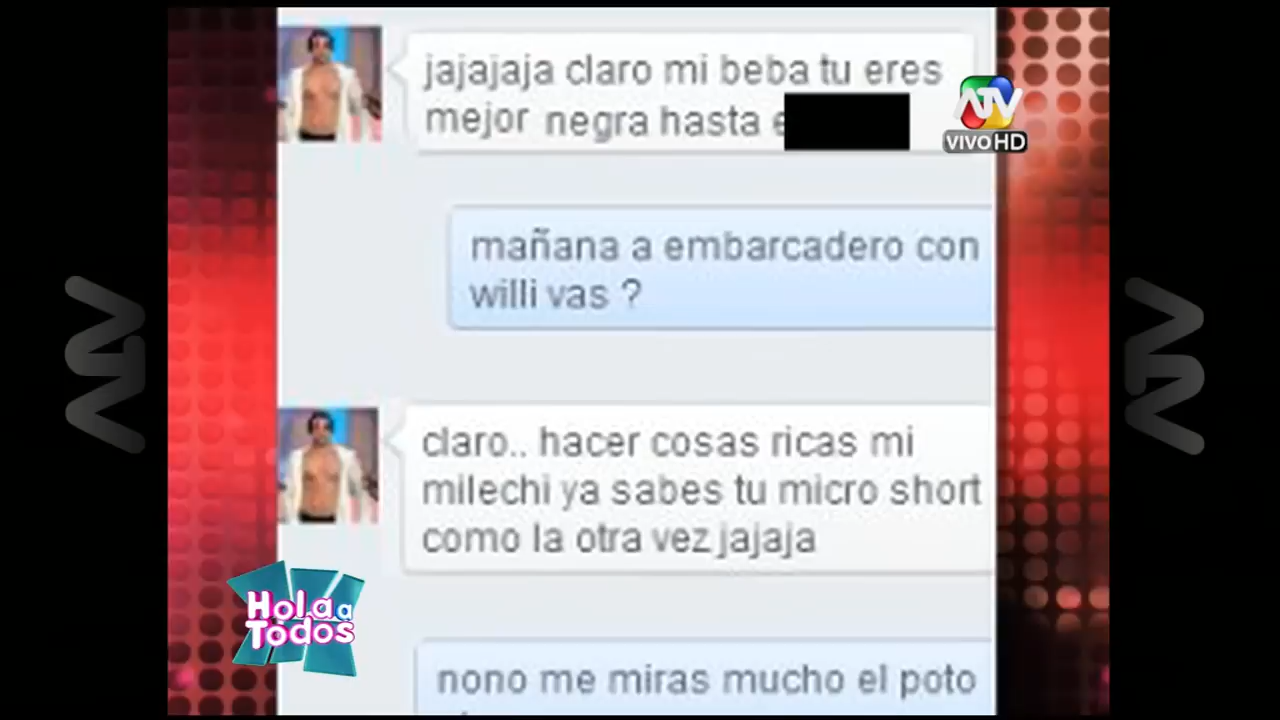 jajajaja claro mi beba tu eres
mejor negra hasta e
ATV
VIVO HD
mañana a embarcadero con
willi vas ?
claro.. hacer cosas ricas mi
milechi ya sabes tu micro short
como la otra vez jajaja
Hola a
Todos
nono me miras mucho el poto